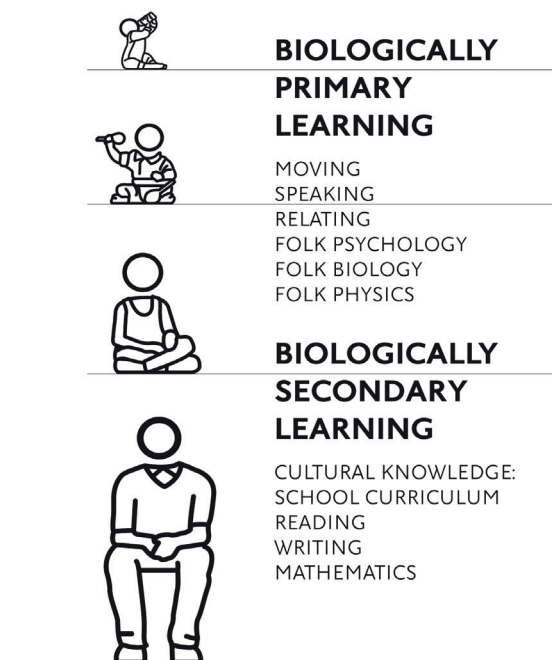 BIOLOGICALLY
PRIMARY
LEARNING
MOVING
SPEAKING
RELATING
FOLK PSYCHOLOGY
FOLK BIOLOGY
FOLK PHYSICS
BIOLOGICALLY
SECONDARY
LEARNING
CULTURAL KNOWLEDGE:
SCHOOL CURRICULUM
READING
WRITING
MATHEMATICS